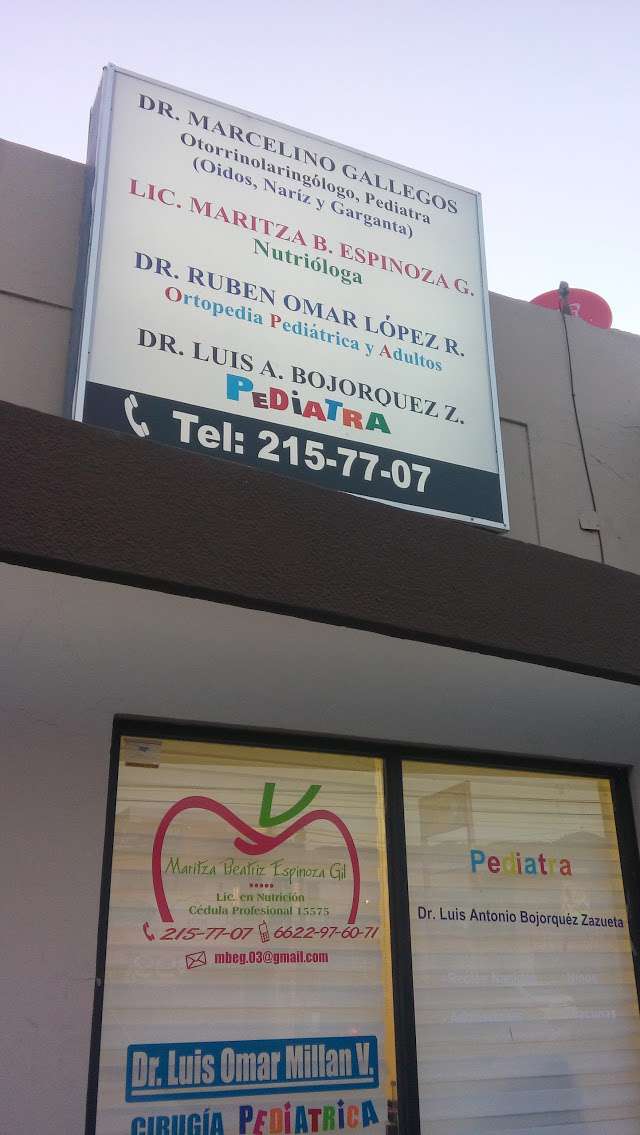 DR. MARCELINO GALLEGOS
Otorrinolaringólogo, Pediatra
(Oidos, Naríz y Garganta)
LIC. MARITZA B. ESPINOZA G.
Nutrióloga
DR. RUBEN OMAR LÓPEZ R.
Ortopedia Pediátrica y Adultos
DR. LUIS A. BOJORQUEZ Z.
PEDiATRA
Tel: 215-77-07
Maritza Beatriz Espinoza Gil
Lic. en Nutrición
Cédula Profesional 15575
215-77-07 6622-97-60-71
mbeg.03@gmail.com
Dr. Luis Omar Millan V.
CIRUGÍA PEDiATRICA
Pediatra
Dr. Luis Antonio Bojorquéz Zazueta